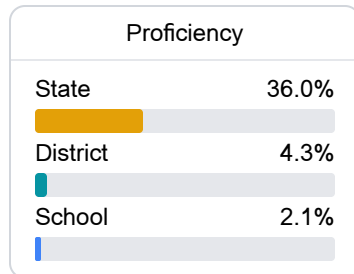 Proficiency
State 36.0%
District 4.3%
School 2.1%